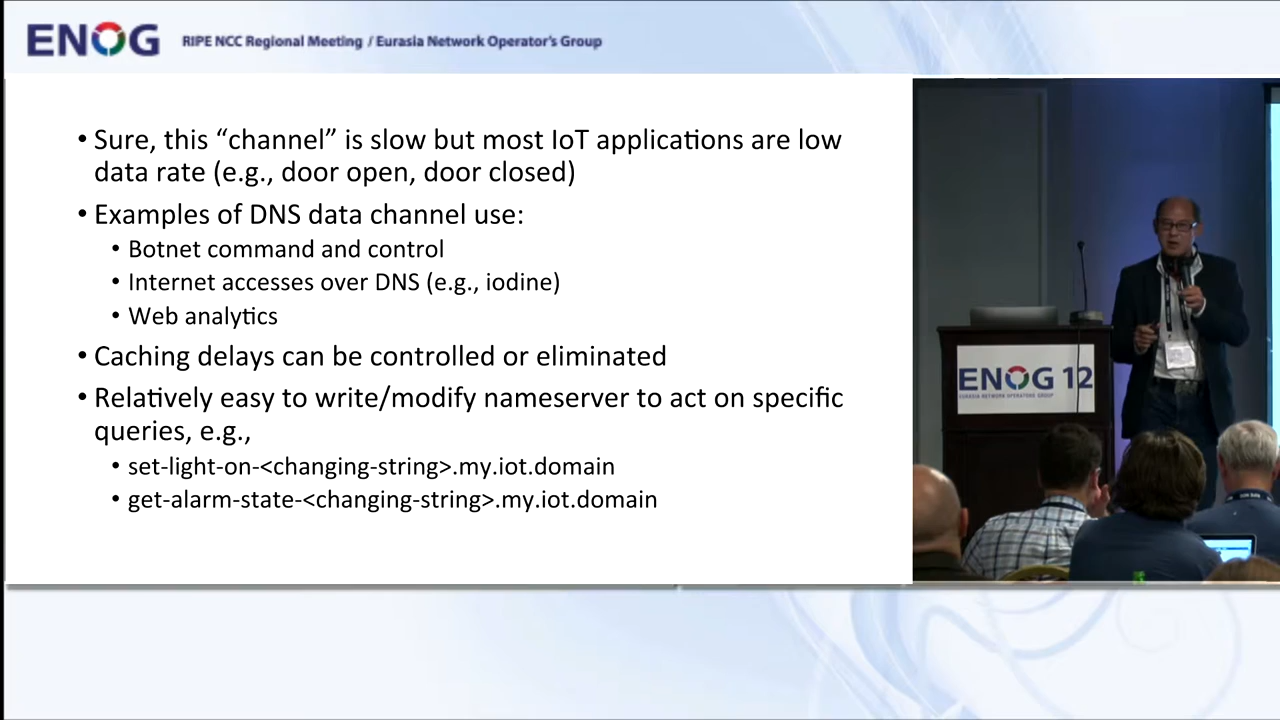 ENOG
RIPE NCC Regional Meeting / Eurasia Network Operator's Group
• Sure, this “channel” is slow but most IoT applications are low
data rate (e.g., door open, door closed)
• Examples of DNS data channel use:
• Botnet command and control
• Internet accesses over DNS (e.g., iodine)
• Web analytics
• Caching delays can be controlled or eliminated
• Relatively easy to write/modify nameserver to act on specific
queries, e.g.,
• set-light-on-<changing-string>.my.iot.domain
• get-alarm-state-<changing-string>.my.iot.domain
ENOG 12
EURASIA NETWORK OPERATORS GROUP